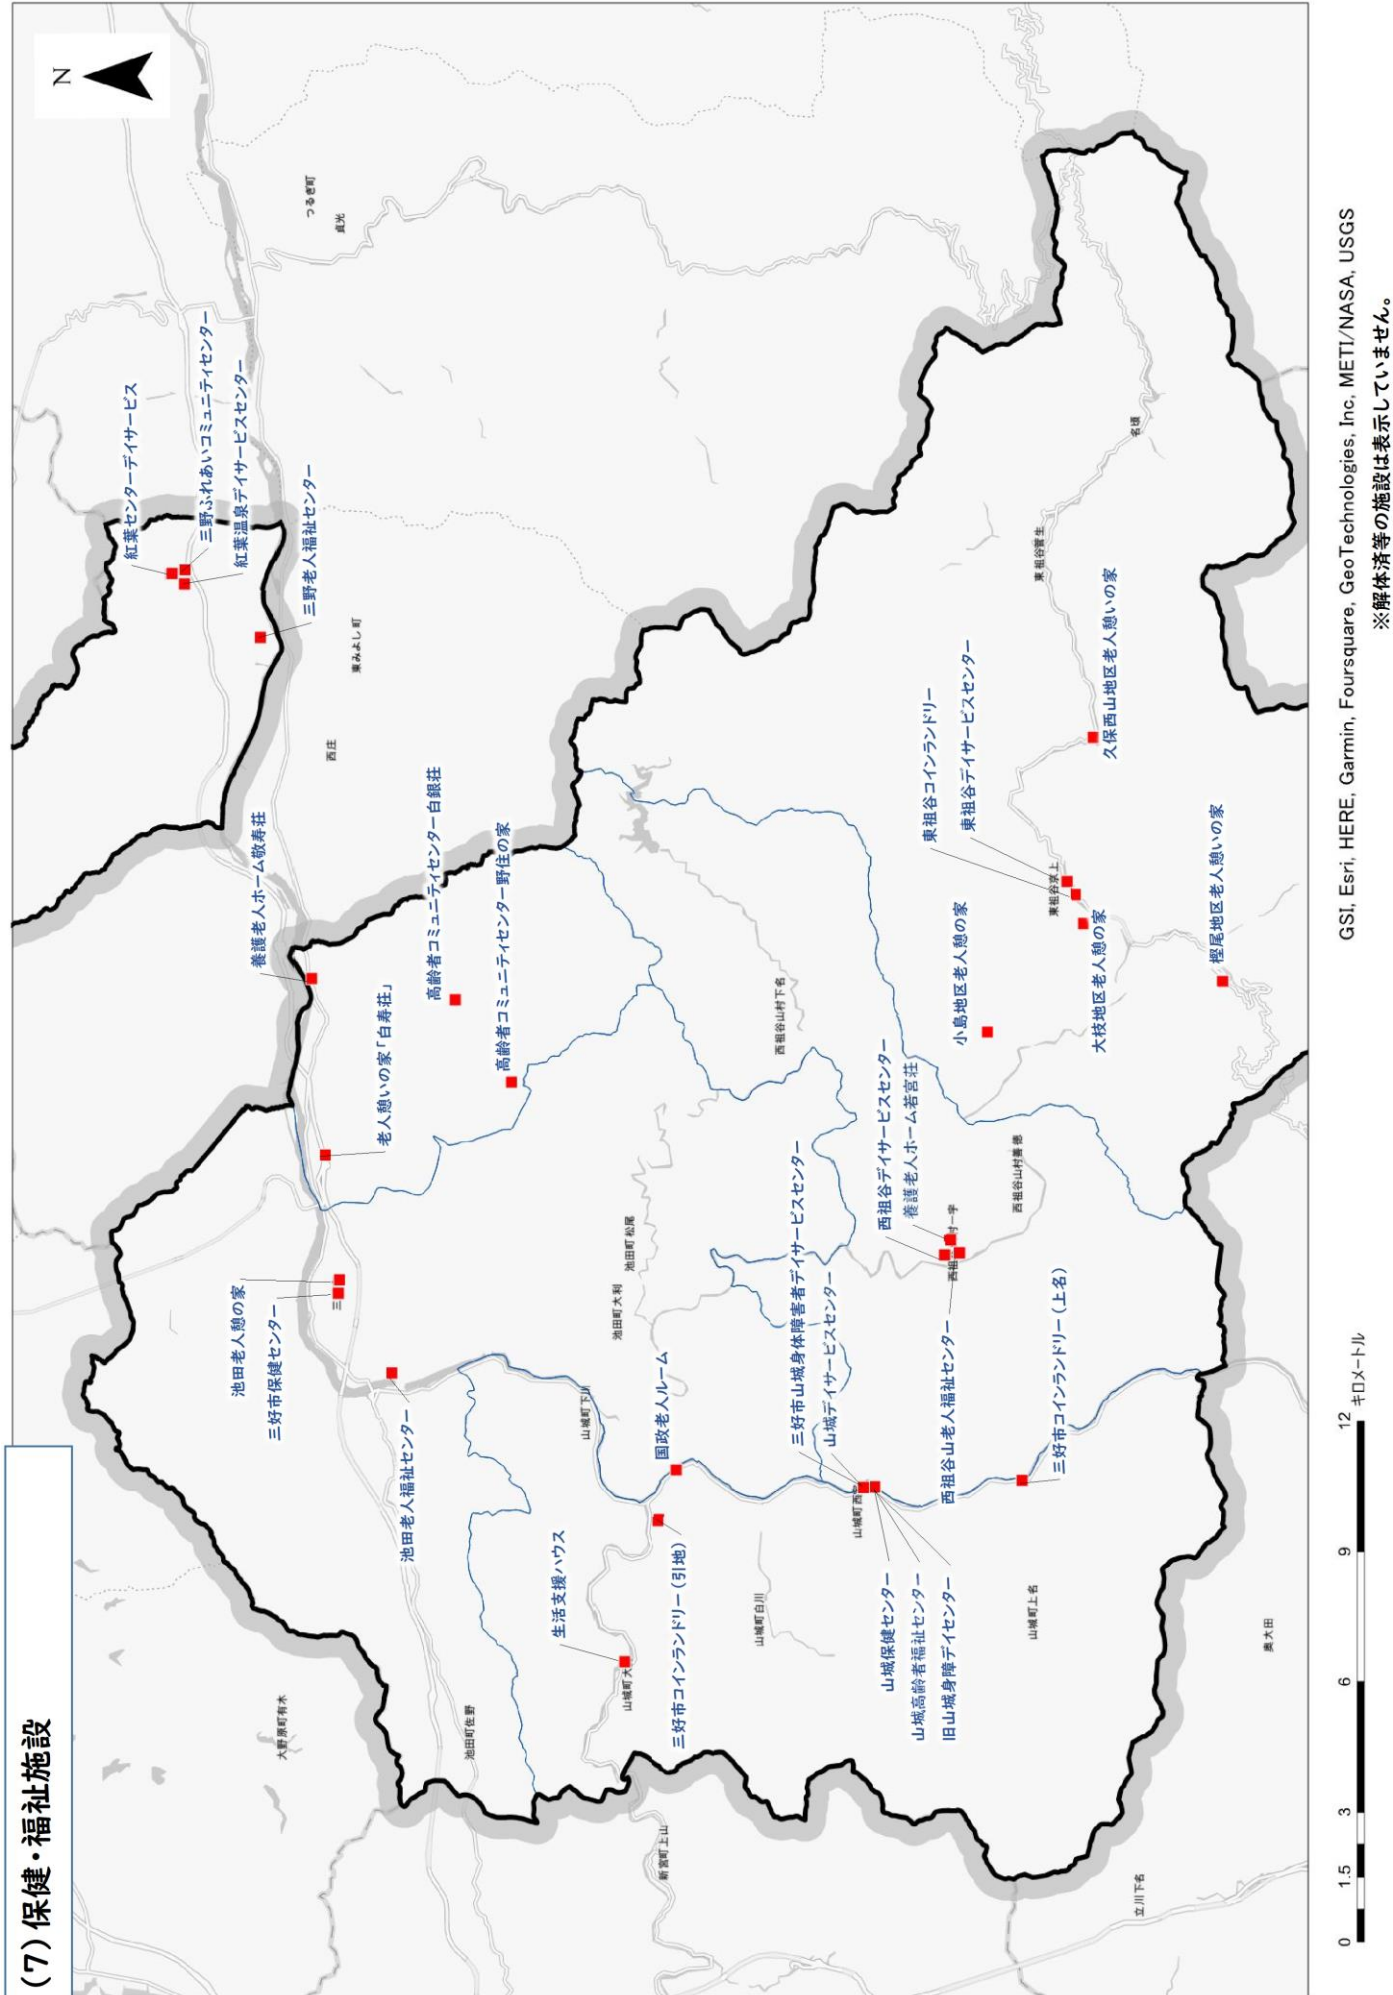 (7)保健・福祉施設
N
つるぎ町
貞光
紅葉センターデイサービス
三野ふれあいコミュニティセンター
紅葉温泉デイサービスセンター
三野老人福祉センター
東みよし町
西庄
養護老人ホーム敬寿荘
高齢者コミュニティセンター白銀荘
高齢者コミュニティセンター野住の家
老人憩いの家「白寿荘」
池田老人憩の家
三好市保健センター
三
池田老人福祉センター
大野原町有木
池田町佐野
生活支援ハウス
山城町大
三好市コインランドリー(引地)
国政老人ルーム
山城町下川
池田町大利
池田町松尾
新宮町上山
山城町白川
三好市山城身体障害者デイサービスセンター
山城デイサービスセンター
山城町西
山城保健センター
山城高齢者福祉センター
旧山城身障デイセンター
西祖谷山村下名
西祖谷デイサービスセンター
養護老人ホーム若宮荘
西祖
村一宇
西祖谷山老人福祉センター
西祖谷山村善徳
三好市コインランドリー(上名)
山城町上名
小島地区老人憩の家
東祖谷コインランドリー
東祖谷デイサービスセンター
東祖谷京上
大枝地区老人憩の家
東祖谷菅生
久保西山地区老人憩いの家
名頃
樫尾地区老人憩いの家
立川下名
奥大田
0 1.5 3 6 9 12
キロメートル
GSI, Esri, HERE, Garmin, Foursquare, GeoTechnologies, Inc, METI/NASA, USGS
※解体済等の施設は表示していません。